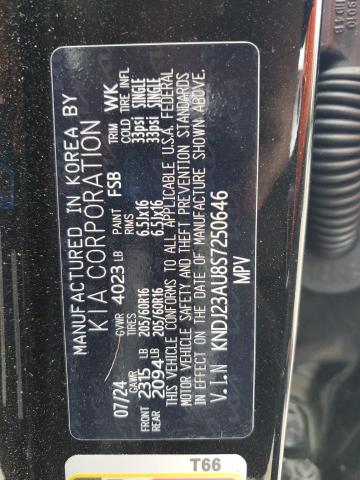 MANUFACTURED IN KOREA BY
KIA CORPORATION
07/24 GVWR 4023 LB PAINT FSB TRIM WK
GAWR RIMS COLD TIRE INFL
FRONT 2315 LB 205/60R16 6.5Jx16 33psi SINGLE
REAR 2094 LB 205/60R16 6.5Jx16 33psi SINGLE
THIS VEHICLE CONFORMS TO ALL APPLICABLE U.S.A. FEDERAL
MOTOR VEHICLE SAFETY AND THEFT PREVENTION STANDARDS
IN EFFECT ON THE DATE OF MANUFACTURE SHOWN ABOVE.
V.I.N KNDJ23AU8S7250646
MPV
T66